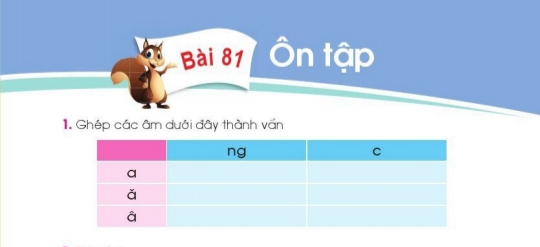 Bài 81 Ôn tập
1. Ghép các âm dưới đây thành vần
ng c
a
ă
â